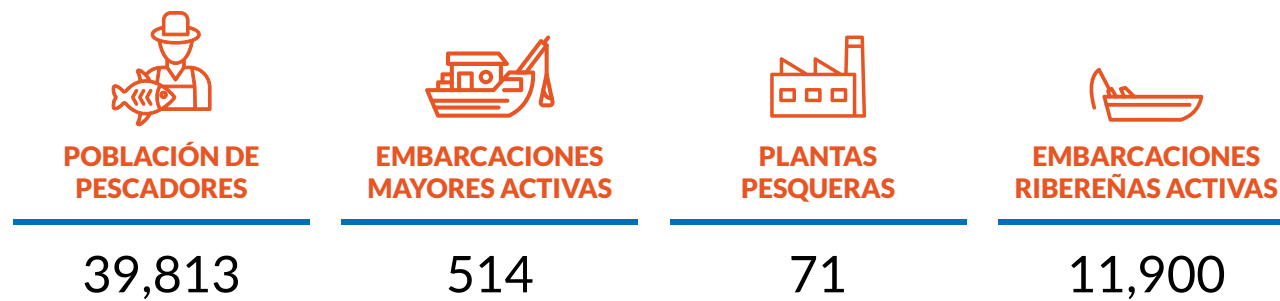 POBLACIÓN DE
PESCADORES
39,813
EMBARCACIONES
MAYORES ACTIVAS
514
PLANTAS
PESQUERAS
71
EMBARCACIONES
RIBEREÑAS ACTIVAS
11,900